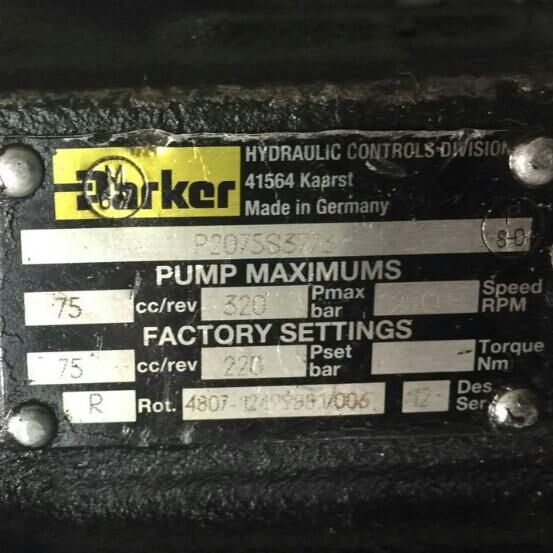 Parker
HYDRAULIC CONTROLS DIVISION
41564 Kaarst
Made in Germany
PUMP MAXIMUMS
75 cc/rev 320 Pmax bar Speed RPM
FACTORY SETTINGS
75 cc/rev 220 Pset bar Torque Nm
R Rot. 12 Des. Ser